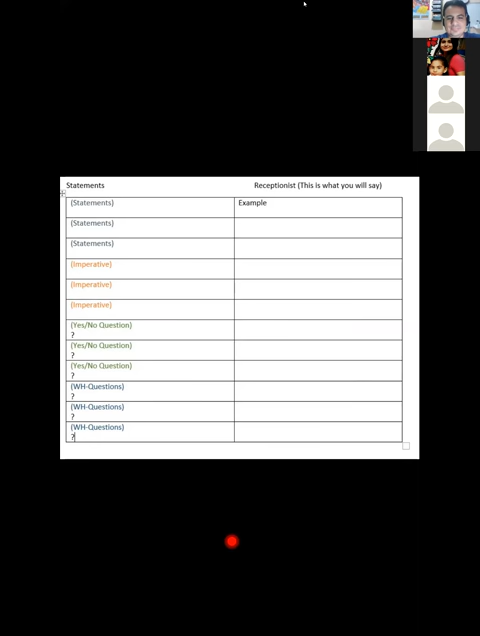 Statements Receptionist (This is what you will say)
(Statements) Example
(Statements)
(Statements)
(Imperative)
(Imperative)
(Imperative)
(Yes/No Question)
?
(Yes/No Question)
?
(Yes/No Question)
?
(WH-Questions)
?
(WH-Questions)
?
(WH-Questions)
?